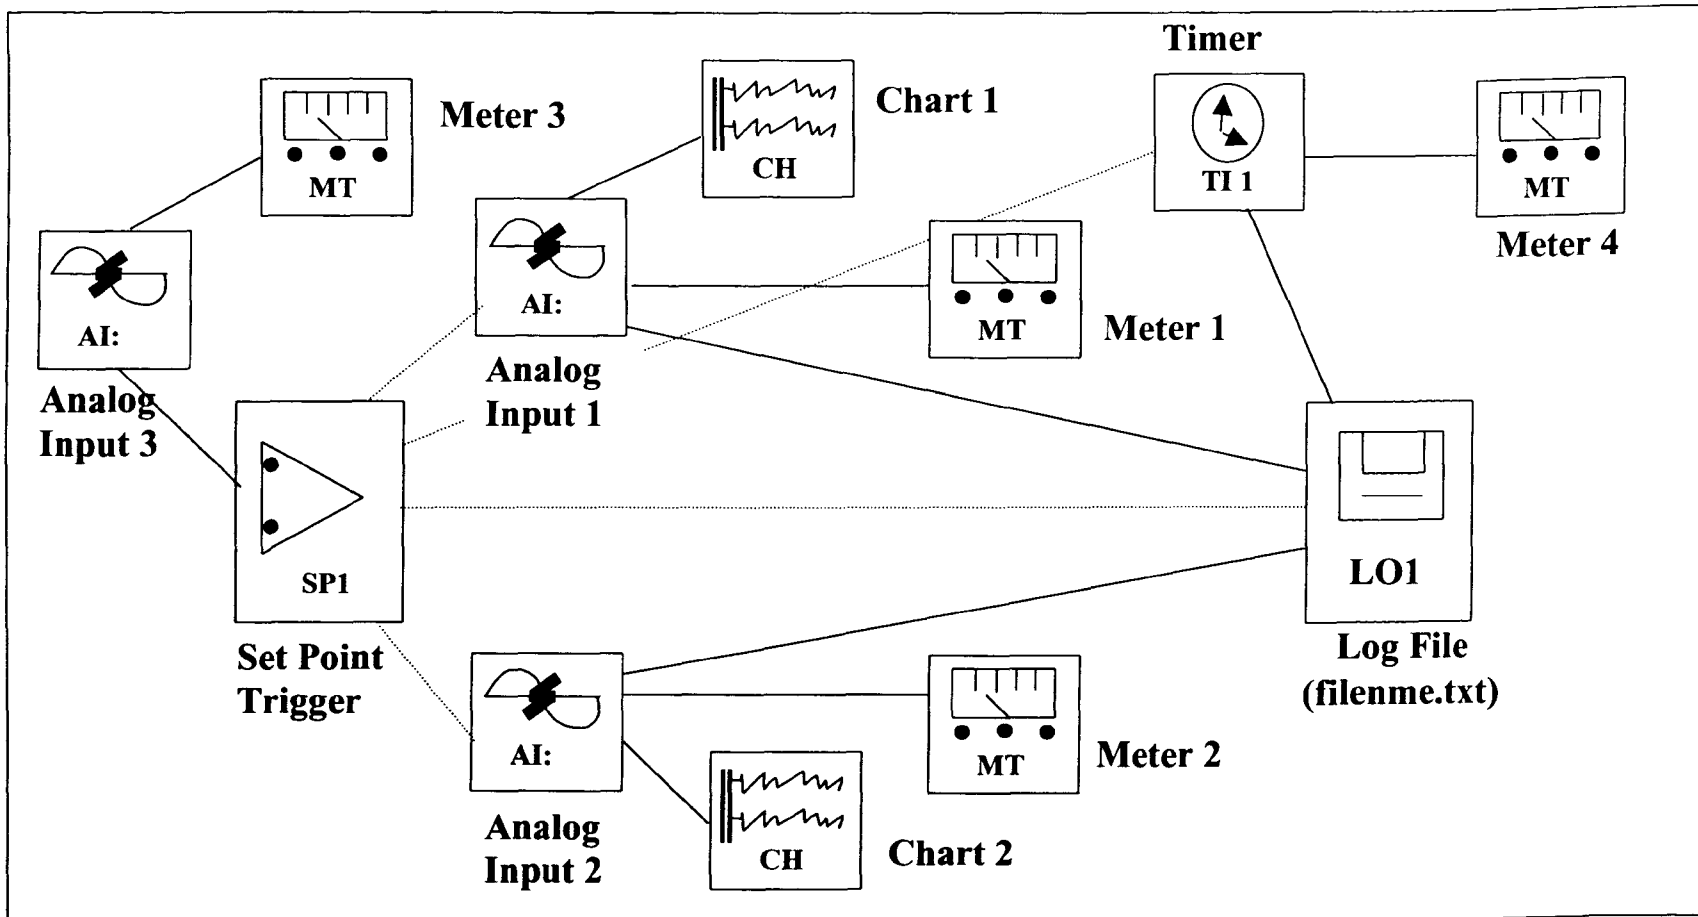 Timer
Meter 3
MT
Chart 1
CH
TI 1
MT
Meter 4
AI:
Analog
Input 3
AI:
Analog
Input 1
MT
Meter 1
SP1
Set Point
Trigger
LO1
Log File
(filenme.txt)
AI:
Analog
Input 2
MT
Meter 2
CH
Chart 2